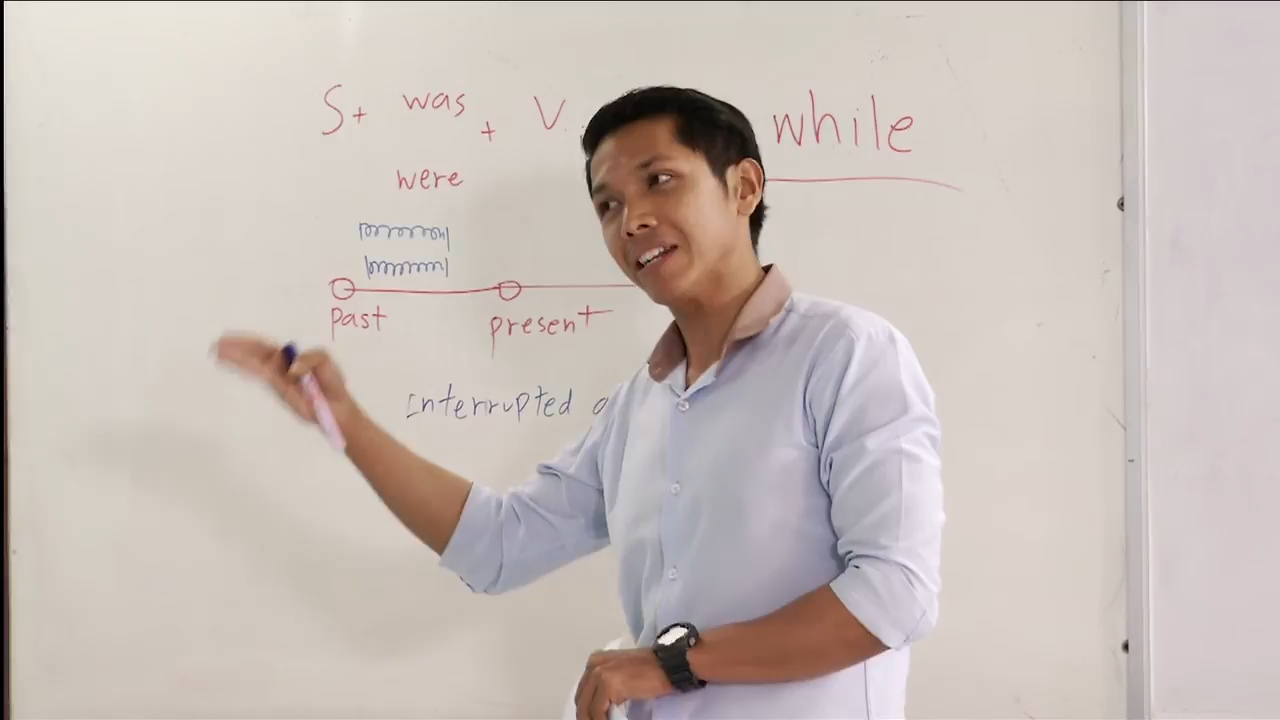 S + was + V. while
were
past present
Interrupted